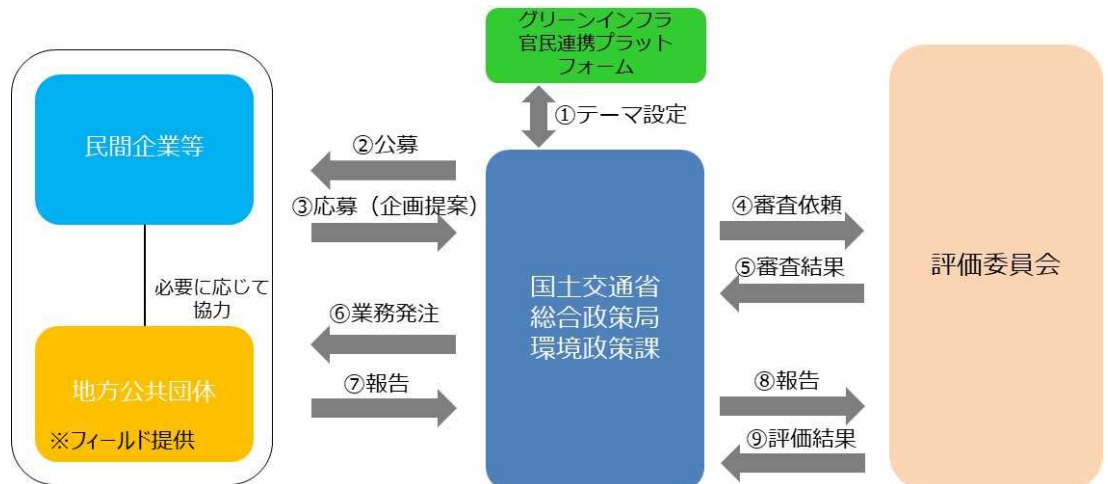 グリーンインフラ
官民連携プラット
フォーム
①テーマ設定
民間企業等
②公募
③応募（企画提案）
④審査依頼
⑤審査結果
評価委員会
国土交通省
総合政策局
環境政策課
必要に応じて
協力
⑥業務発注
地方公共団体
※フィールド提供
⑦報告
⑧報告
⑨評価結果